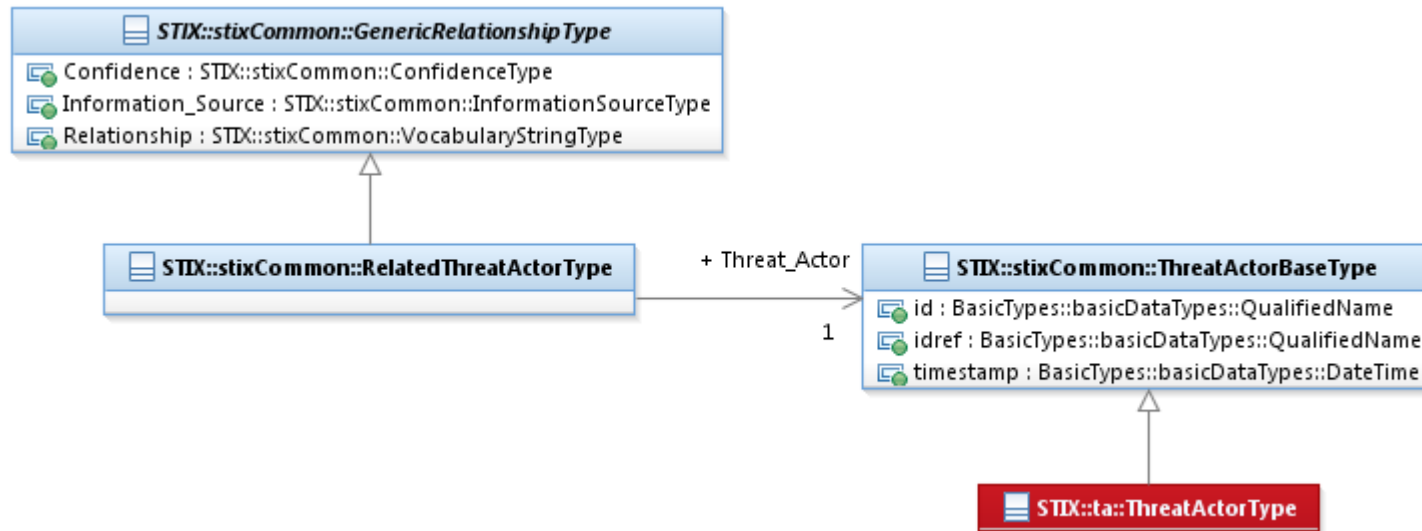 STIX::stixCommon::GenericRelationshipType
Confidence : STIX::stixCommon::ConfidenceType
Information_Source : STIX::stixCommon::InformationSourceType
Relationship : STIX::stixCommon::VocabularyStringType
STIX::stixCommon::RelatedThreatActorType
+ Threat_Actor
1
STIX::stixCommon::ThreatActorBaseType
id : BasicTypes::basicDataTypes::QualifiedName
idref : BasicTypes::basicDataTypes::QualifiedName
timestamp : BasicTypes::basicDataTypes::DateTime
STIX::ta::ThreatActorType